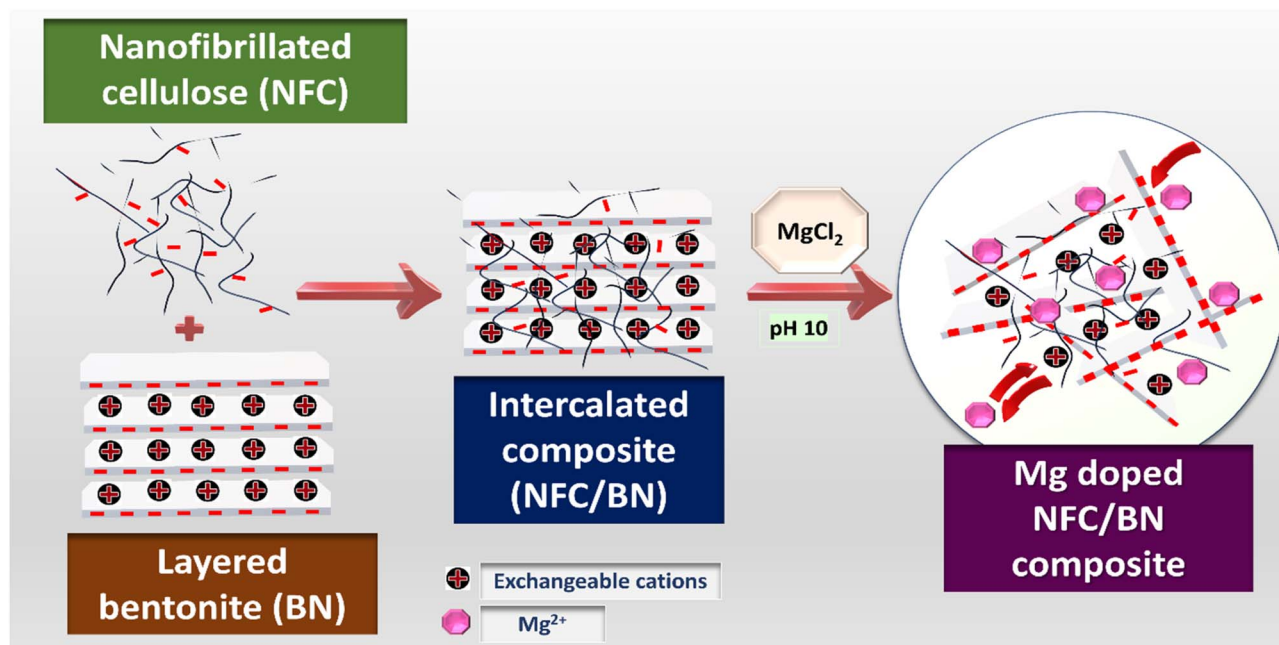 Nanofibrillated
cellulose (NFC)
MgCl₂
pH 10
Intercalated
composite
(NFC/BN)
Mg doped
NFC/BN
composite
Layered
bentonite (BN)
Exchangeable cations
Mg²⁺